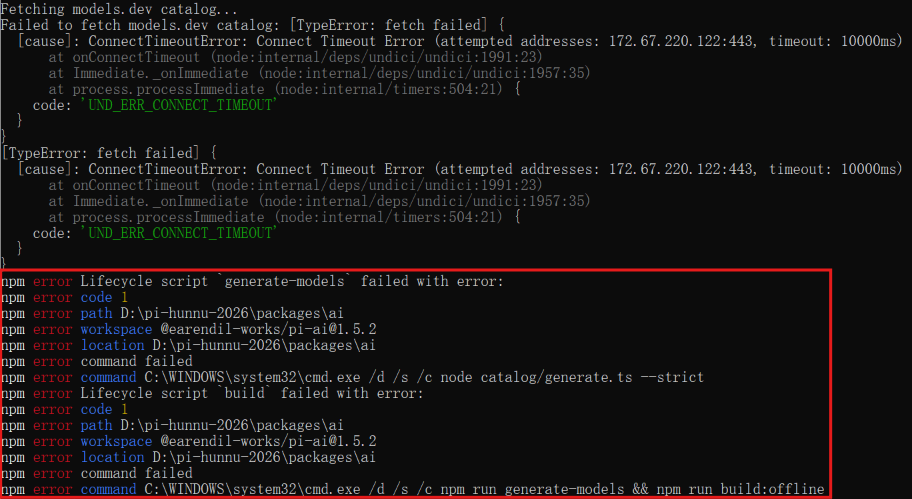 Fetching models.dev catalog...
Failed to fetch models.dev catalog: [TypeError: fetch failed] {
  [cause]: ConnectTimeoutError: Connect Timeout Error (attempted addresses: 172.67.220.122:443, timeout: 10000ms)
      at onConnectTimeout (node:internal/deps/undici/undici:1991:23)
      at Immediate._onImmediate (node:internal/deps/undici/undici:1957:35)
      at process.processImmediate (node:internal/timers:504:21) {
    code: 'UND_ERR_CONNECT_TIMEOUT'
  }
}
[TypeError: fetch failed] {
  [cause]: ConnectTimeoutError: Connect Timeout Error (attempted addresses: 172.67.220.122:443, timeout: 10000ms)
      at onConnectTimeout (node:internal/deps/undici/undici:1991:23)
      at Immediate._onImmediate (node:internal/deps/undici/undici:1957:35)
      at process.processImmediate (node:internal/timers:504:21) {
    code: 'UND_ERR_CONNECT_TIMEOUT'
  }
}
npm error Lifecycle script `generate-models` failed with error:
npm error code 1
npm error path D:\pi-hunnu-2026\packages\ai
npm error workspace @earendil-works/pi-ai@1.5.2
npm error location D:\pi-hunnu-2026\packages\ai
npm error command failed
npm error command C:\WINDOWS\system32\cmd.exe /d /s /c node catalog/generate.ts --strict
npm error Lifecycle script `build` failed with error:
npm error code 1
npm error path D:\pi-hunnu-2026\packages\ai
npm error workspace @earendil-works/pi-ai@1.5.2
npm error location D:\pi-hunnu-2026\packages\ai
npm error command failed
npm error command C:\WINDOWS\system32\cmd.exe /d /s /c npm run generate-models && npm run build:offline